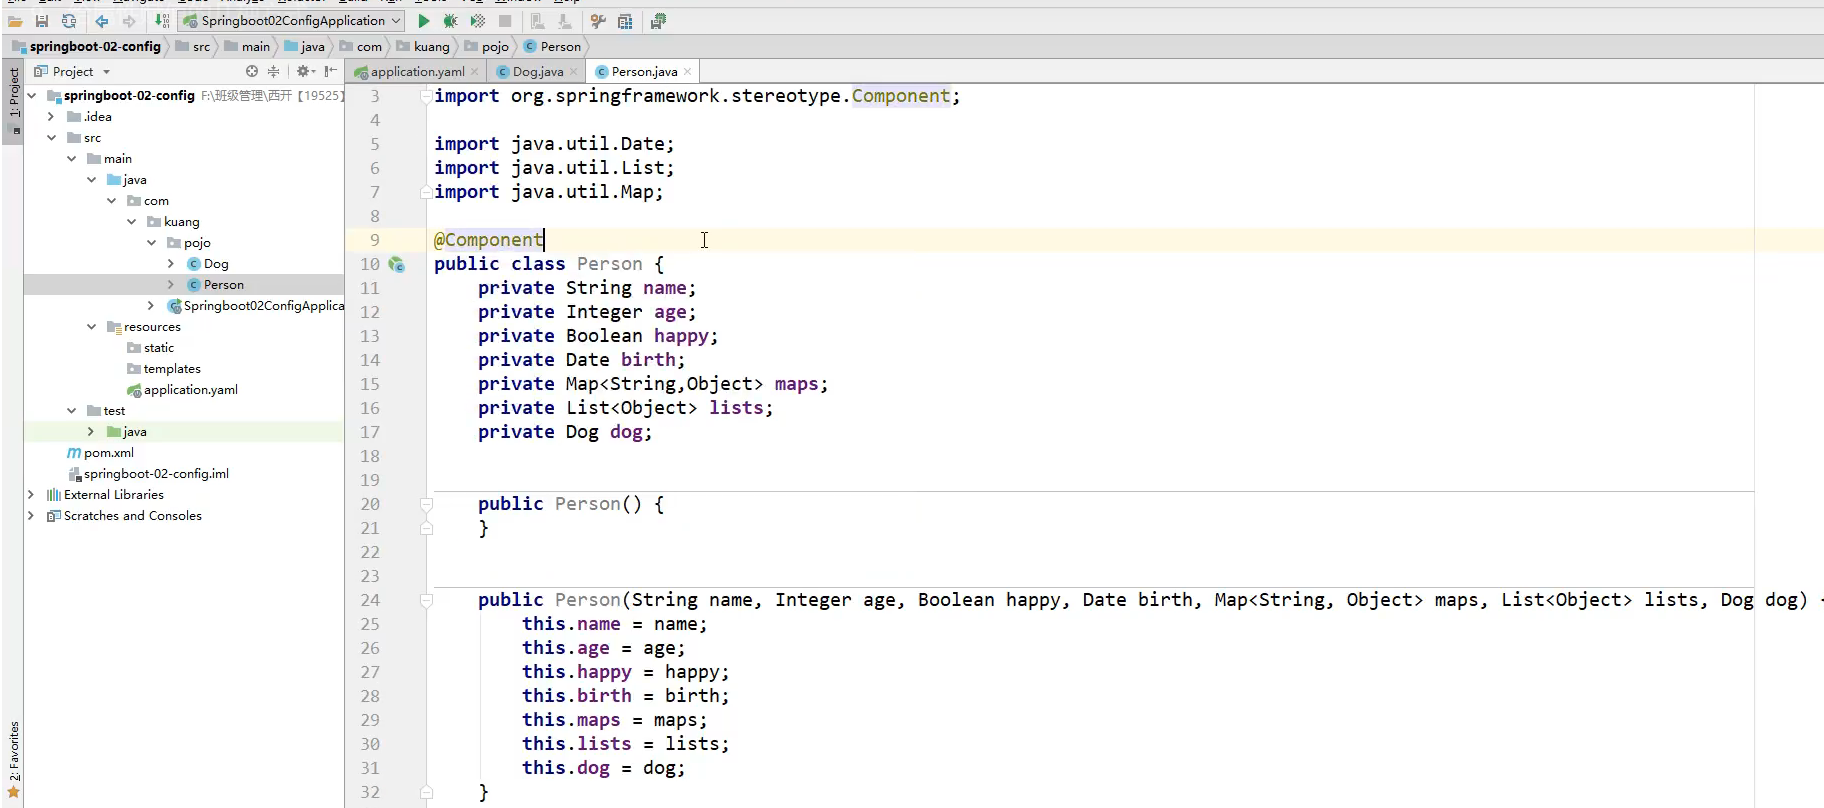 Springboot02ConfigApplication
springboot-02-config src main java com kuang pojo Person
Project
application.yaml Dog.java Person.java
1: Project
2: Favorites
springboot-02-config F:\班级管理\西开【19525】
.idea
src
main
java
com
kuang
pojo
Dog
Person
Springboot02ConfigApplica
resources
static
templates
application.yaml
test
java
pom.xml
springboot-02-config.iml
External Libraries
Scratches and Consoles
3 import org.springframework.stereotype.Component;
4
5 import java.util.Date;
6 import java.util.List;
7 import java.util.Map;
8
9 @Component
10 public class Person {
11 private String name;
12 private Integer age;
13 private Boolean happy;
14 private Date birth;
15 private Map<String,Object> maps;
16 private List<Object> lists;
17 private Dog dog;
18
19
20 public Person() {
21 }
22
23
24 public Person(String name, Integer age, Boolean happy, Date birth, Map<String, Object> maps, List<Object> lists, Dog dog) {
25 this.name = name;
26 this.age = age;
27 this.happy = happy;
28 this.birth = birth;
29 this.maps = maps;
30 this.lists = lists;
31 this.dog = dog;
32 }